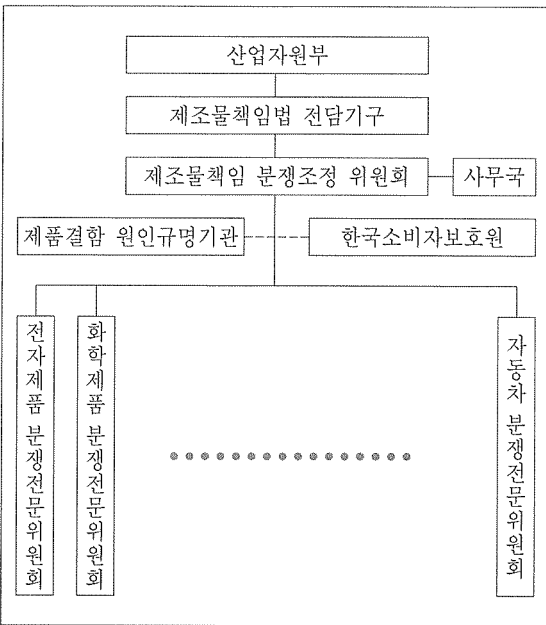 산업자원부
제조물책임법 전담기구
제조물책임 분쟁조정 위원회
사무국
제품결함 원인규명기관
한국소비자보호원
전자제품 분쟁전문위원회
화학제품 분쟁전문위원회
자동차 분쟁전문위원회